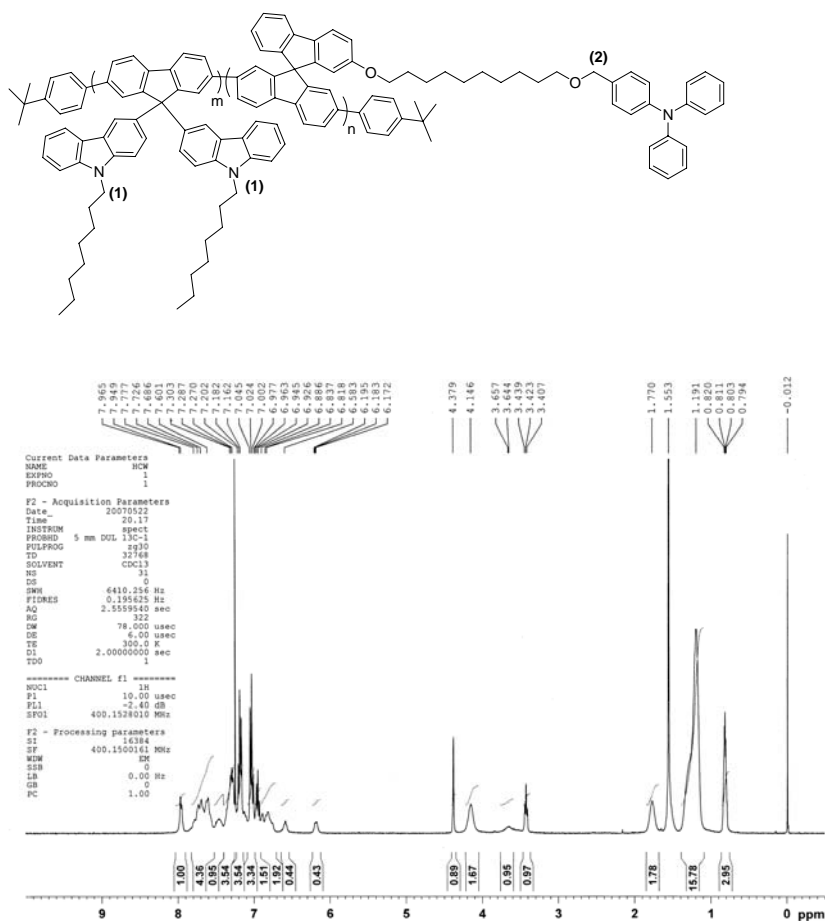 (2)
O
O
m
n
N
N
(1)
N
(1)
7.965
7.949
7.777
7.726
7.686
7.601
7.303
7.287
7.270
7.202
7.182
7.162
7.045
7.024
7.002
6.977
6.963
6.945
6.926
6.886
6.837
6.818
6.583
6.195
6.183
6.172
4.379
4.146
3.657
3.644
3.439
3.423
3.407
1.770
1.553
1.191
0.820
0.811
0.803
0.794
-0.012
Current Data Parameters
NAME HCW
EXPNO 1
PROCNO 1
F2 - Acquisition Parameters
Date_ 20070522
Time 20.17
INSTRUM spect
PROBHD 5 mm DUL 13C-1
PULPROG zg30
TD 32768
SOLVENT CDCl3
NS 31
DS 0
SWH 6410.256 Hz
FIDRES 0.195625 Hz
AQ 2.5559540 sec
RG 322
DW 78.000 usec
DE 6.00 usec
TE 300.0 K
D1 2.00000000 sec
TD0 1
======== CHANNEL f1 ========
NUC1 1H
P1 10.00 usec
PL1 -2.40 dB
SFO1 400.1528010 MHz
F2 - Processing parameters
SI 16384
SF 400.1500161 MHz
WDW EM
SSB 0
LB 0.00 Hz
GB 0
PC 1.00
1.00
4.36
0.95
3.54
3.54
3.34
1.51
1.92
0.44
0.43
0.89
1.67
0.95
0.97
1.78
15.78
2.95
9 8 7 6 5 4 3 2 1 0 ppm